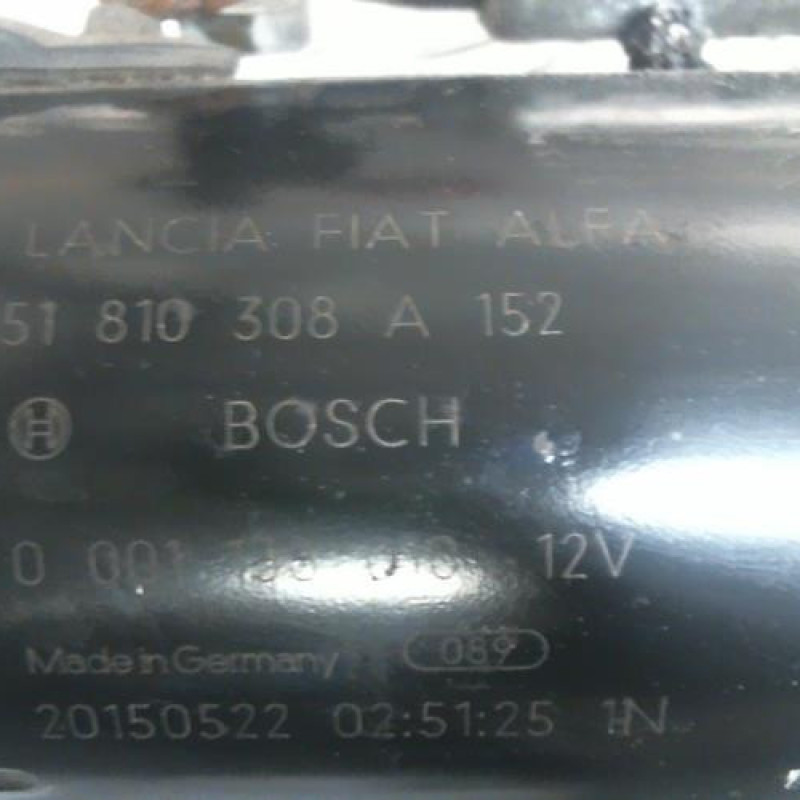 LANCIA FIAT ALFA
51 810 308 A 152
BOSCH
0 001 12V
Made in Germany 089
20150522 02:51:25 1N